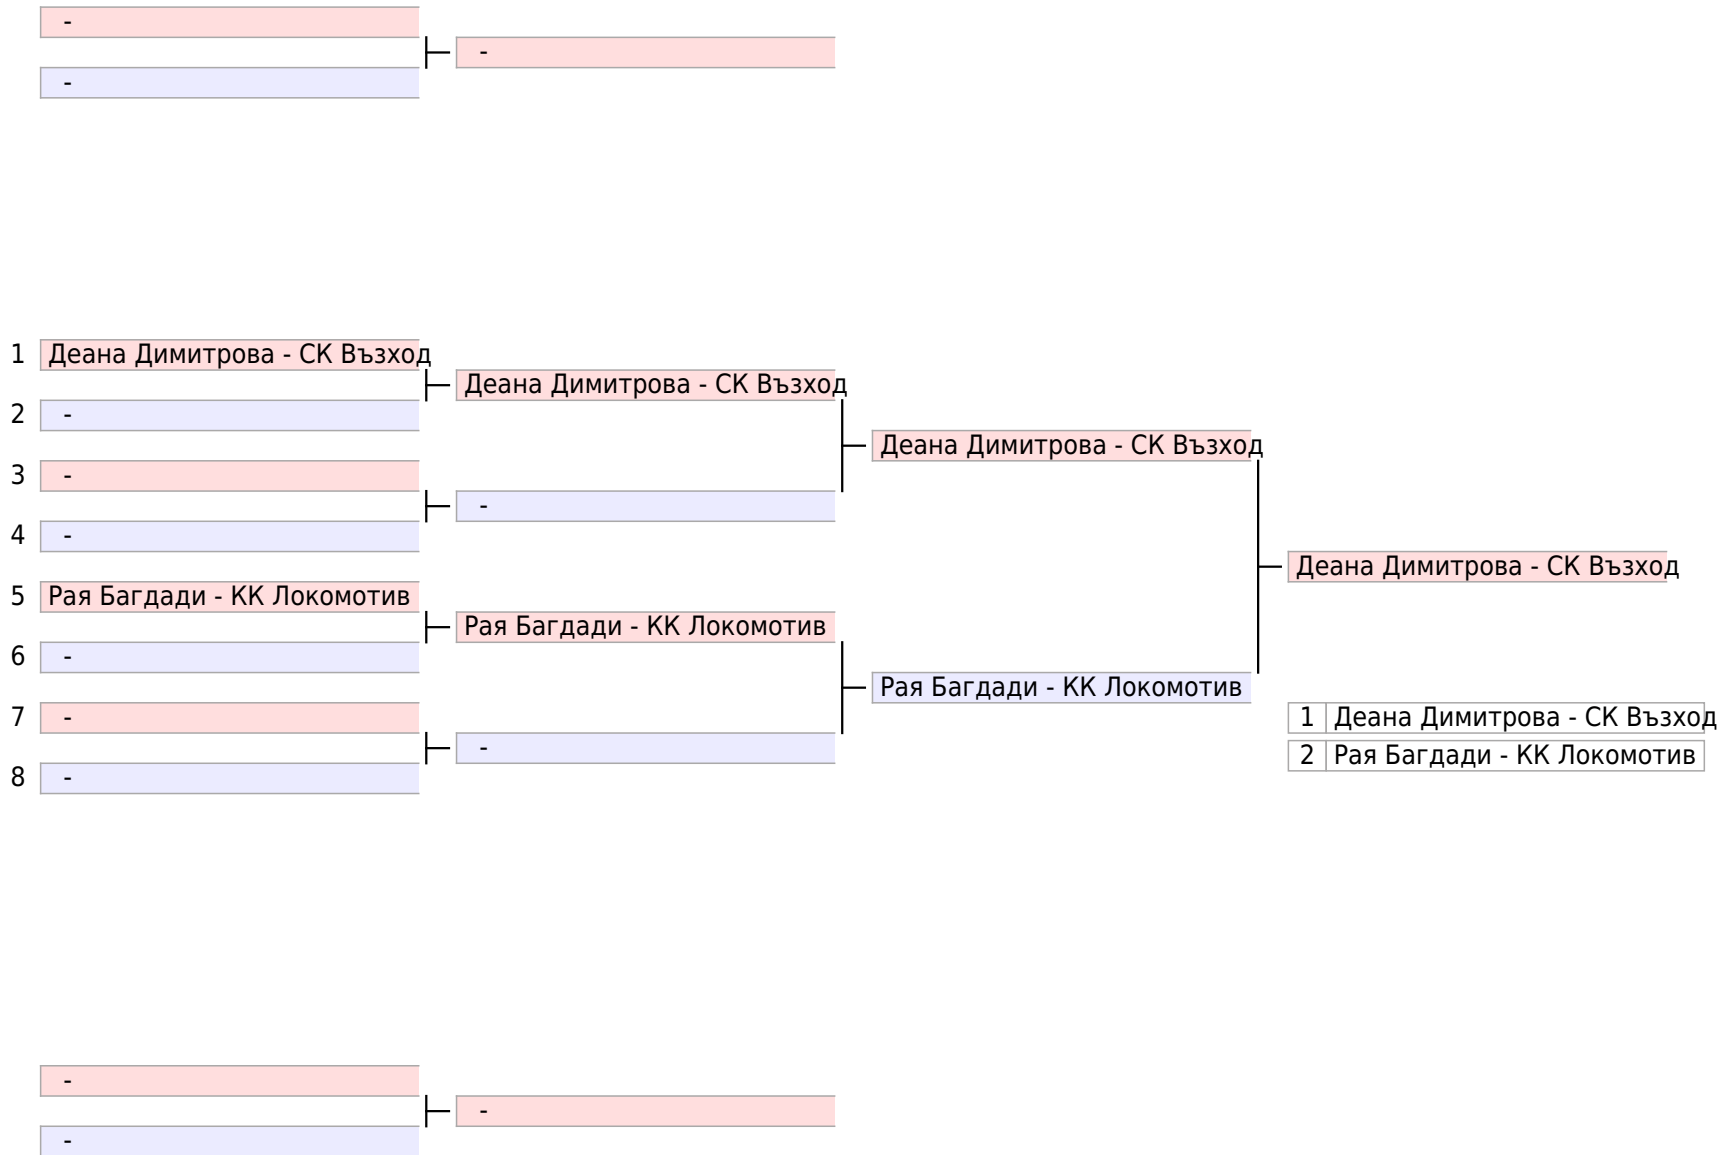 -
-
-
1 Деана Димитрова - СК Възход
Деана Димитрова - СК Възход
2 -
Деана Димитрова - СК Възход
3 -
-
4 -
Деана Димитрова - СК Възход
5 Рая Багдади - КК Локомотив
Рая Багдади - КК Локомотив
6 -
Рая Багдади - КК Локомотив
7 -
1 Деана Димитрова - СК Възход
-
2 Рая Багдади - КК Локомотив
8 -
-
-
-